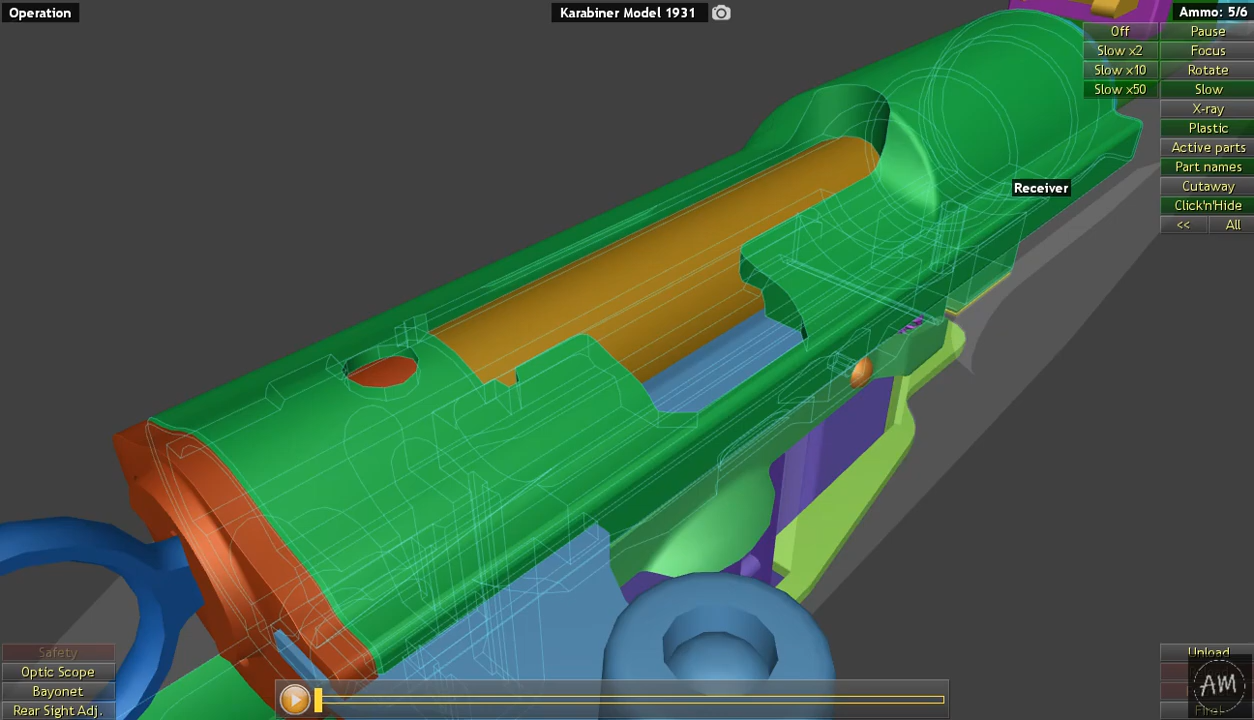 Operation
Karabiner Model 1931
Ammo: 5/6
Off
Pause
Slow x2
Focus
Slow x10
Rotate
Slow x50
Slow
X-ray
Plastic
Active parts
Part names
Receiver
Cutaway
Click'n'Hide
<<
All
Safety
Optic Scope
Bayonet
Rear Sight Adj.
Unload
AM